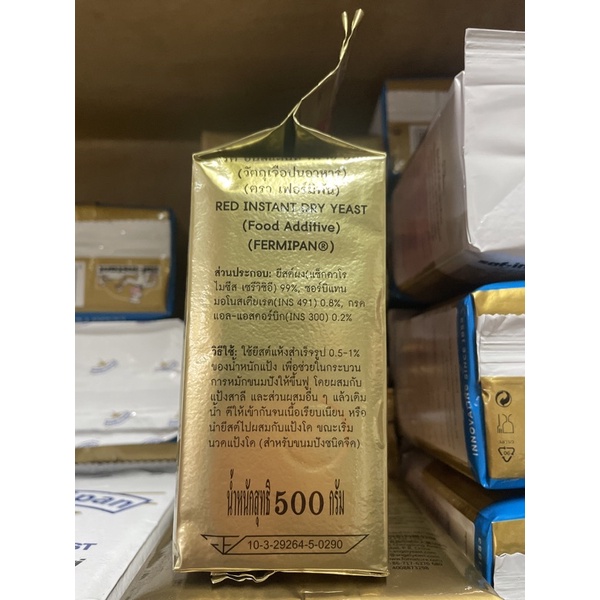 (วัตถุเจือปนอาหาร)
(ตรา เฟอร์มิพัน)
RED INSTANT DRY YEAST
(Food Additive)
(FERMIPAN®)
ส่วนประกอบ: ยีสต์ผง(แซ็กคาโร
ไมซีส เซรีวิซิอี) 99%, ซอร์บิแทน
มอโนสเตียเรต(INS 491) 0.8%, กรด
แอล-แอสคอร์บิก(INS 300) 0.2%
วิธีใช้: ใช้ยีสต์แห้งสำเร็จรูป 0.5-1%
ของน้ำหนักแป้ง เพื่อช่วยในกระบวน
การหมักขนมปังให้ขึ้นฟู โดยผสมกับ
แป้งสาลี และส่วนผสมอื่น ๆ แล้วเติม
น้ำ ตีให้เข้ากันจนเนื้อเรียบเนียน หรือ
นำยีสต์ไปผสมกับแป้งโด ขณะเริ่ม
นวดแป้งโด (สำหรับขนมปังชนิดจืด)
น้ำหนักสุทธิ 500 กรัม
10-3-29264-5-0290
INNOVATING SINCE 1